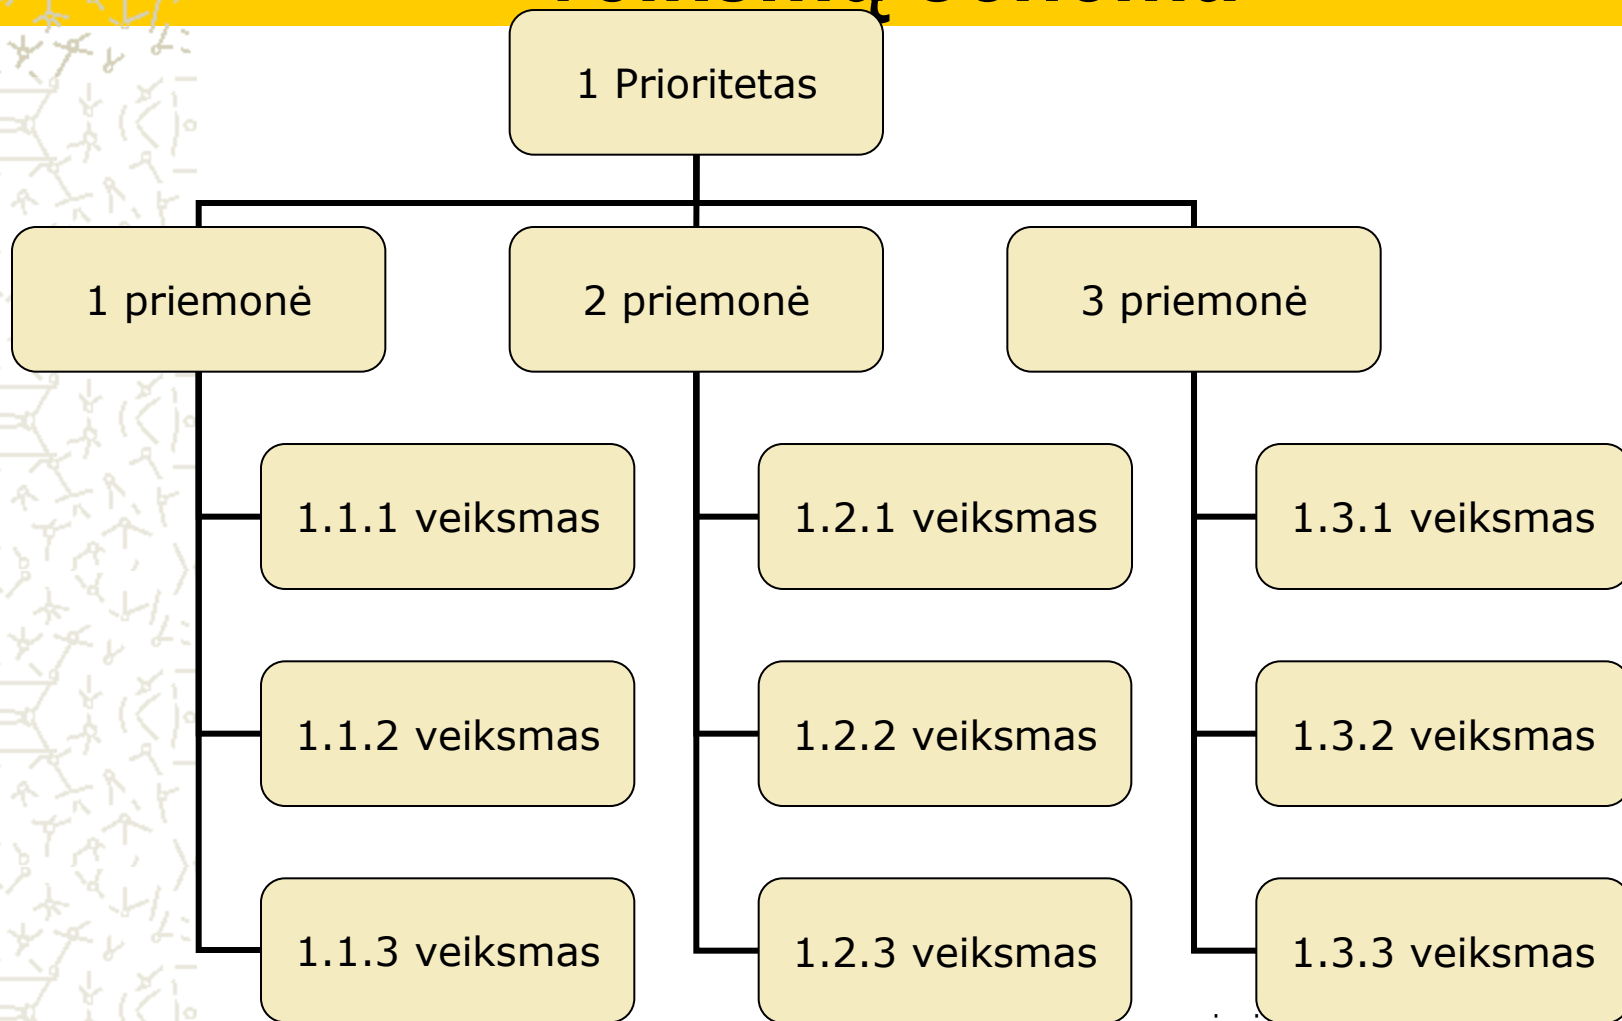 1 Prioritetas
1 priemonė
2 priemonė
3 priemonė
1.1.1 veiksmas
1.2.1 veiksmas
1.3.1 veiksmas
1.1.2 veiksmas
1.2.2 veiksmas
1.3.2 veiksmas
1.1.3 veiksmas
1.2.3 veiksmas
1.3.3 veiksmas